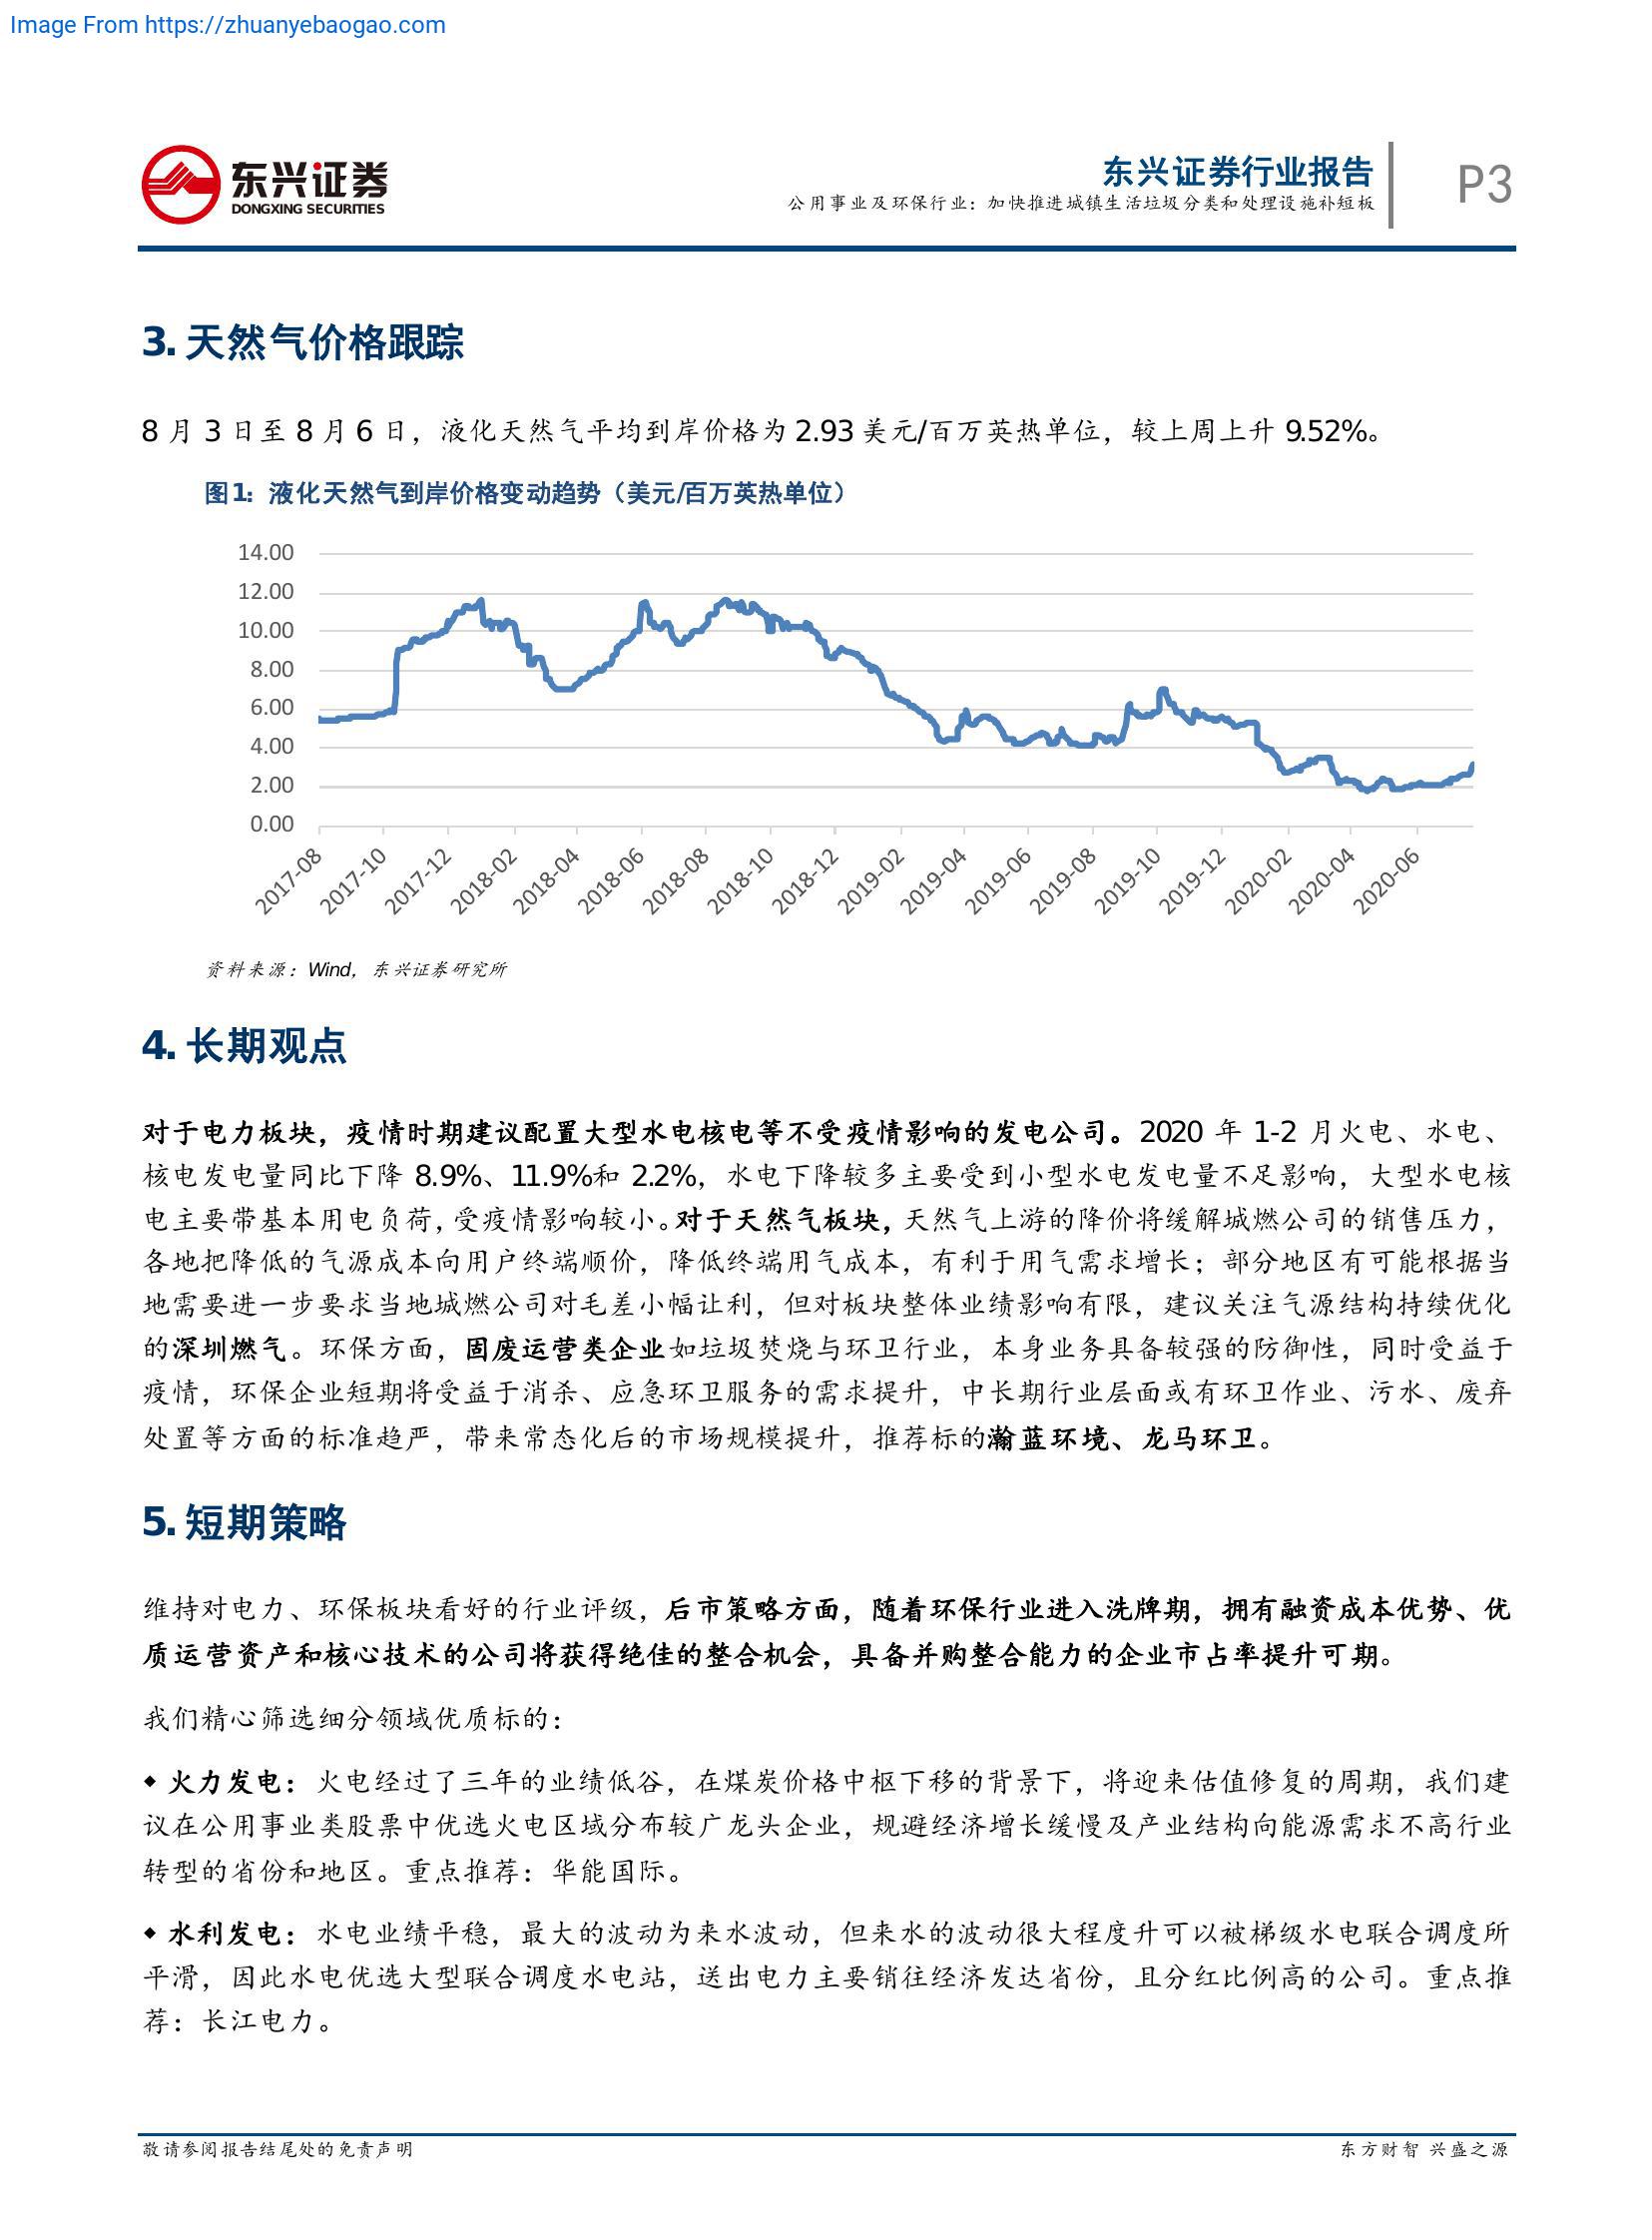 Image From https://zhuanyebaogao.com
东兴证券
DONGXING SECURITIES
东兴证券行业报告
公用事业及环保行业：加快推进城镇生活垃圾分类和处理设施补短板
P3
3. 天然气价格跟踪
8 月 3 日至 8 月 6 日，液化天然气平均到岸价格为 2.93 美元/百万英热单位，较上周上升 9.52%。
图1：液化天然气到岸价格变动趋势（美元/百万英热单位）
14.00
12.00
10.00
8.00
6.00
4.00
2.00
0.00
2017-08
2017-10
2017-12
2018-02
2018-04
2018-06
2018-08
2018-10
2018-12
2019-02
2019-04
2019-06
2019-08
2019-10
2019-12
2020-02
2020-04
2020-06
资料来源：Wind，东兴证券研究所
4. 长期观点
对于电力板块，疫情时期建议配置大型水电核电等不受疫情影响的发电公司。2020 年 1-2 月火电、水电、
核电发电量同比下降 8.9%、11.9%和 2.2%，水电下降较多主要受到小型水电发电量不足影响，大型水电核
电主要带基本用电负荷，受疫情影响较小。对于天然气板块，天然气上游的降价将缓解城燃公司的销售压力，
各地把降低的气源成本向用户终端顺价，降低终端用气成本，有利于用气需求增长；部分地区有可能根据当
地需要进一步要求当地城燃公司对毛差小幅让利，但对板块整体业绩影响有限，建议关注气源结构持续优化
的深圳燃气。环保方面，固废运营类企业如垃圾焚烧与环卫行业，本身业务具备较强的防御性，同时受益于
疫情，环保企业短期将受益于消杀、应急环卫服务的需求提升，中长期行业层面或有环卫作业、污水、废弃
处置等方面的标准趋严，带来常态化后的市场规模提升，推荐标的瀚蓝环境、龙马环卫。
5. 短期策略
维持对电力、环保板块看好的行业评级，后市策略方面，随着环保行业进入洗牌期，拥有融资成本优势、优
质运营资产和核心技术的公司将获得绝佳的整合机会，具备并购整合能力的企业市占率提升可期。
我们精心筛选细分领域优质标的：
◆ 火力发电：火电经过了三年的业绩低谷，在煤炭价格中枢下移的背景下，将迎来估值修复的周期，我们建
议在公用事业类股票中优选火电区域分布较广龙头企业，规避经济增长缓慢及产业结构向能源需求不高行业
转型的省份和地区。重点推荐：华能国际。
◆ 水利发电：水电业绩平稳，最大的波动为来水波动，但来水的波动很大程度升可以被梯级水电联合调度所
平滑，因此水电优选大型联合调度水电站，送出电力主要销往经济发达省份，且分红比例高的公司。重点推
荐：长江电力。
敬请参阅报告结尾处的免责声明
东方财智 兴盛之源